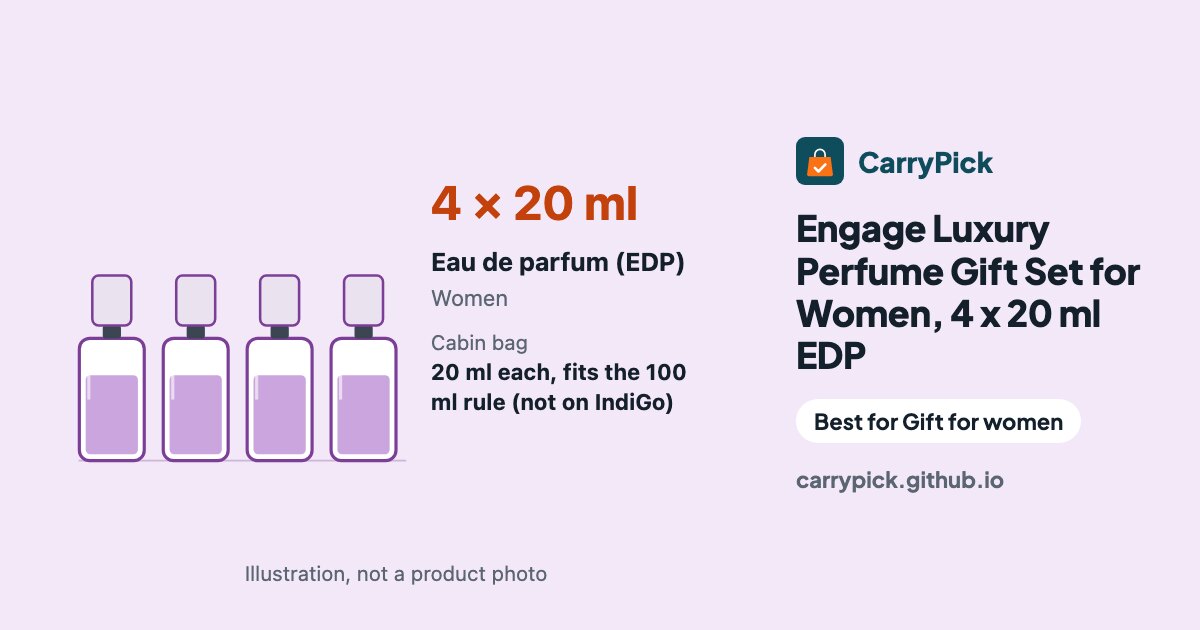 4 × 20 ml
Eau de parfum (EDP)
Women
Cabin bag
20 ml each, fits the 100
ml rule (not on IndiGo)
Illustration, not a product photo
CarryPick
Engage Luxury
Perfume Gift Set for
Women, 4 x 20 ml
EDP
Best for Gift for women
carrypick.github.io